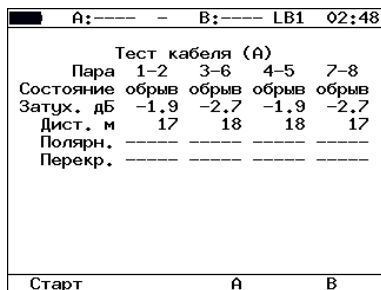 A:---- – B:---- LB1 02:48
Тест кабеля (А)
Пара 1-2 3-6 4-5 7-8
Состояние обрыв обрыв обрыв обрыв
Затух. дБ -1.9 -2.7 -1.9 -2.7
Дист. м 17 18 18 17
Полярн. ----- ----- ----- -----
Перекр. ----- ----- ----- -----
Старт А В